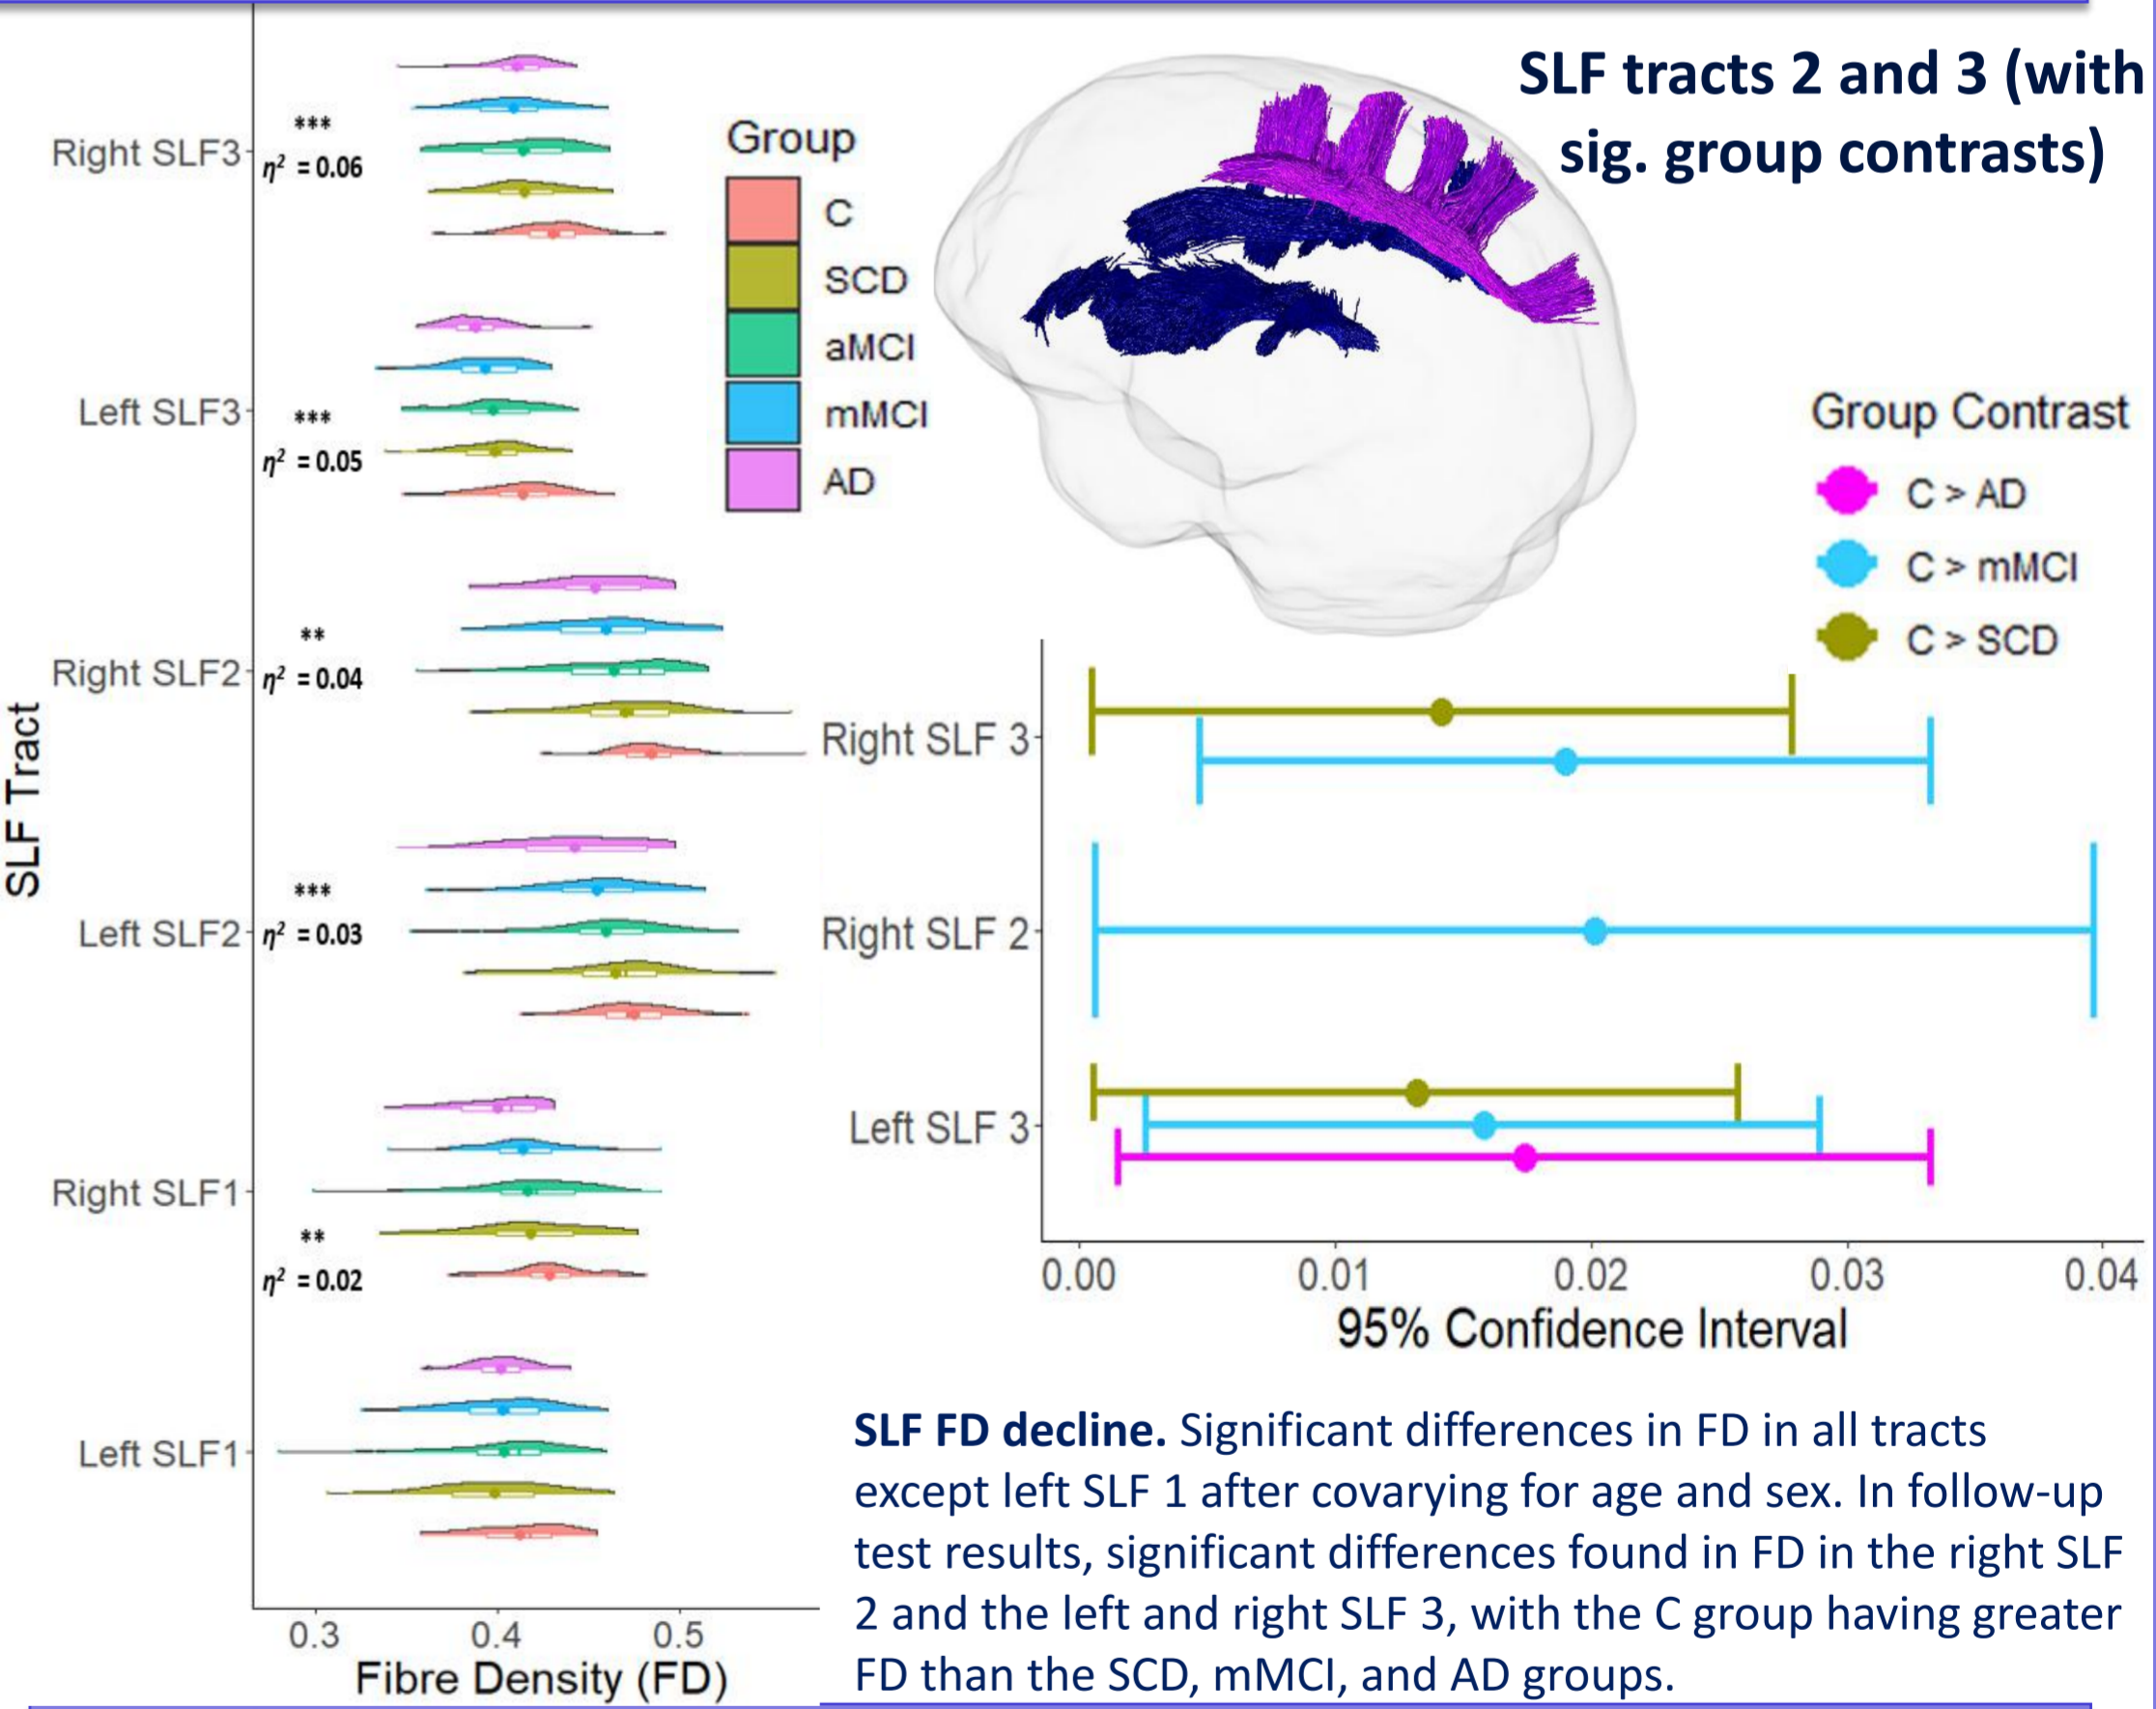 SLF tracts 2 and 3 (with
sig. group contrasts)
SLF Tract
Right SLF3
***
η² = 0.06
Left SLF3
***
η² = 0.05
Right SLF2
**
η² = 0.04
Left SLF2
***
η² = 0.03
Right SLF1
**
η² = 0.02
Left SLF1
0.3 0.4 0.5
Fibre Density (FD)
Group
C
SCD
aMCI
mMCI
AD
Group Contrast
C > AD
C > mMCI
C > SCD
Right SLF 3
Right SLF 2
Left SLF 3
0.00 0.01 0.02 0.03 0.04
95% Confidence Interval
SLF FD decline. Significant differences in FD in all tracts
except left SLF 1 after covarying for age and sex. In follow-up
test results, significant differences found in FD in the right SLF
2 and the left and right SLF 3, with the C group having greater
FD than the SCD, mMCI, and AD groups.